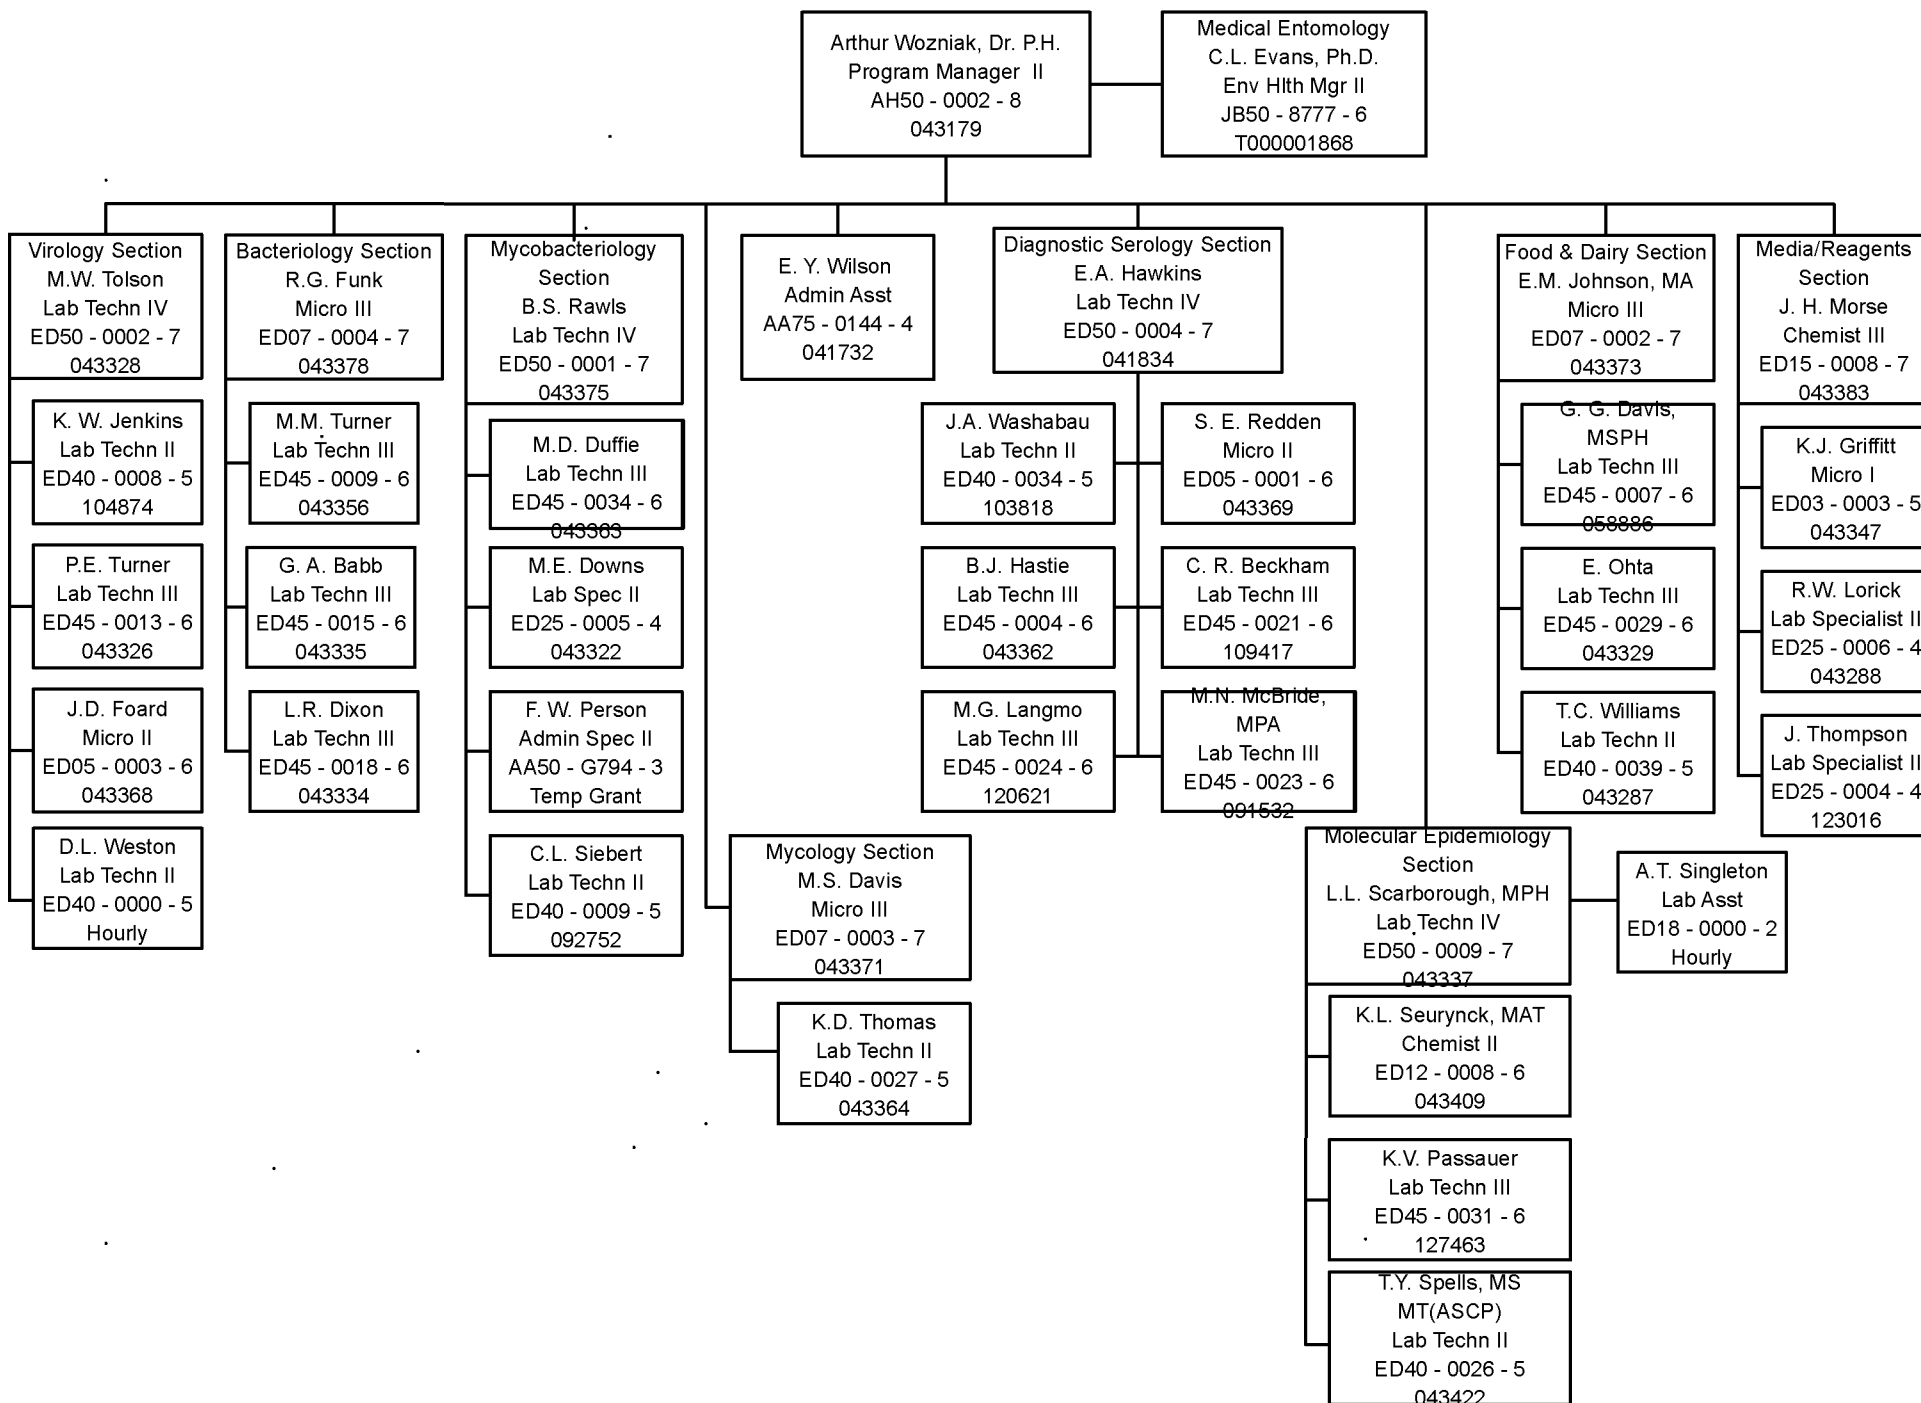 Arthur Wozniak, Dr. P.H.
Program Manager  II
AH50 - 0002 - 8
043179
Medical Entomology
C.L. Evans, Ph.D.
Env Hlth Mgr II
JB50 - 8777 - 6
T000001868
Virology Section
M.W. Tolson
Lab Techn IV
ED50 - 0002 - 7
043328
K. W. Jenkins
Lab Techn II
ED40 - 0008 - 5
104874
P.E. Turner
Lab Techn III
ED45 - 0013 - 6
043326
J.D. Foard
Micro II
ED05 - 0003 - 6
043368
D.L. Weston
Lab Techn II
ED40 - 0000 - 5
Hourly
Bacteriology Section
R.G. Funk
Micro III
ED07 - 0004 - 7
043378
M.M. Turner
Lab Techn III
ED45 - 0009 - 6
043356
G. A. Babb
Lab Techn III
ED45 - 0015 - 6
043335
L.R. Dixon
Lab Techn III
ED45 - 0018 - 6
043334
Mycobacteriology
Section
B.S. Rawls
Lab Techn IV
ED50 - 0001 - 7
043375
M.D. Duffie
Lab Techn III
ED45 - 0034 - 6
043363
M.E. Downs
Lab Spec II
ED25 - 0005 - 4
043322
F. W. Person
Admin Spec II
AA50 - G794 - 3
Temp Grant
C.L. Siebert
Lab Techn II
ED40 - 0009 - 5
092752
Mycology Section
M.S. Davis
Micro III
ED07 - 0003 - 7
043371
K.D. Thomas
Lab Techn II
ED40 - 0027 - 5
043364
E. Y. Wilson
Admin Asst
AA75 - 0144 - 4
041732
Diagnostic Serology Section
E.A. Hawkins
Lab Techn IV
ED50 - 0004 - 7
041834
J.A. Washabau
Lab Techn II
ED40 - 0034 - 5
103818
S. E. Redden
Micro II
ED05 - 0001 - 6
043369
B.J. Hastie
Lab Techn III
ED45 - 0004 - 6
043362
C. R. Beckham
Lab Techn III
ED45 - 0021 - 6
109417
M.G. Langmo
Lab Techn III
ED45 - 0024 - 6
120621
M.N. McBride,
MPA
Lab Techn III
ED45 - 0023 - 6
091532
Molecular Epidemiology
Section
L.L. Scarborough, MPH
Lab Techn IV
ED50 - 0009 - 7
043337
A.T. Singleton
Lab Asst
ED18 - 0000 - 2
Hourly
K.L. Seurynck, MAT
Chemist II
ED12 - 0008 - 6
043409
K.V. Passauer
Lab Techn III
ED45 - 0031 - 6
127463
T.Y. Spells, MS
MT(ASCP)
Lab Techn II
ED40 - 0026 - 5
043422
Food & Dairy Section
E.M. Johnson, MA
Micro III
ED07 - 0002 - 7
043373
G. G. Davis,
MSPH
Lab Techn III
ED45 - 0007 - 6
058886
E. Ohta
Lab Techn III
ED45 - 0029 - 6
043329
T.C. Williams
Lab Techn II
ED40 - 0039 - 5
043287
Media/Reagents
Section
J. H. Morse
Chemist III
ED15 - 0008 - 7
043383
K.J. Griffitt
Micro I
ED03 - 0003 - 5
043347
R.W. Lorick
Lab Specialist II
ED25 - 0006 - 4
043288
J. Thompson
Lab Specialist II
ED25 - 0004 - 4
123016